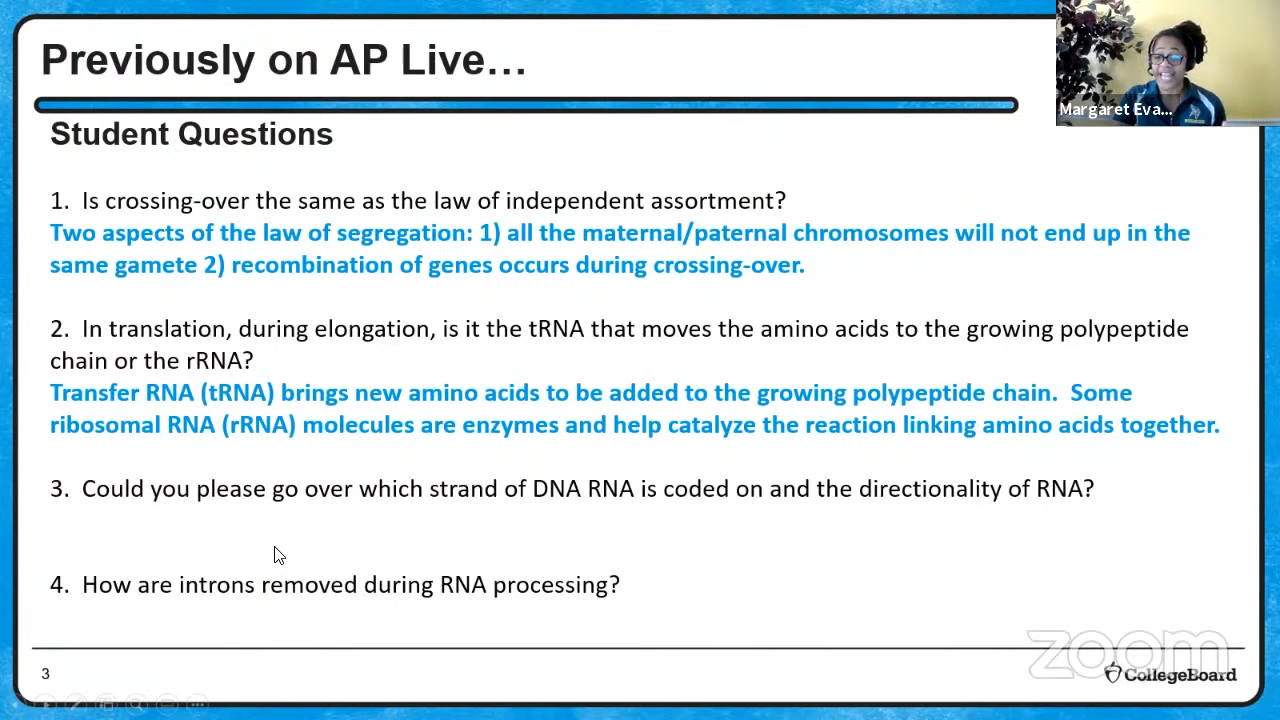 Previously on AP Live…
Margaret Eva...
Student Questions
1. Is crossing-over the same as the law of independent assortment?
Two aspects of the law of segregation: 1) all the maternal/paternal chromosomes will not end up in the
same gamete 2) recombination of genes occurs during crossing-over.
2. In translation, during elongation, is it the tRNA that moves the amino acids to the growing polypeptide
chain or the rRNA?
Transfer RNA (tRNA) brings new amino acids to be added to the growing polypeptide chain. Some
ribosomal RNA (rRNA) molecules are enzymes and help catalyze the reaction linking amino acids together.
3. Could you please go over which strand of DNA RNA is coded on and the directionality of RNA?
4. How are introns removed during RNA processing?
zoom
3
CollegeBoard